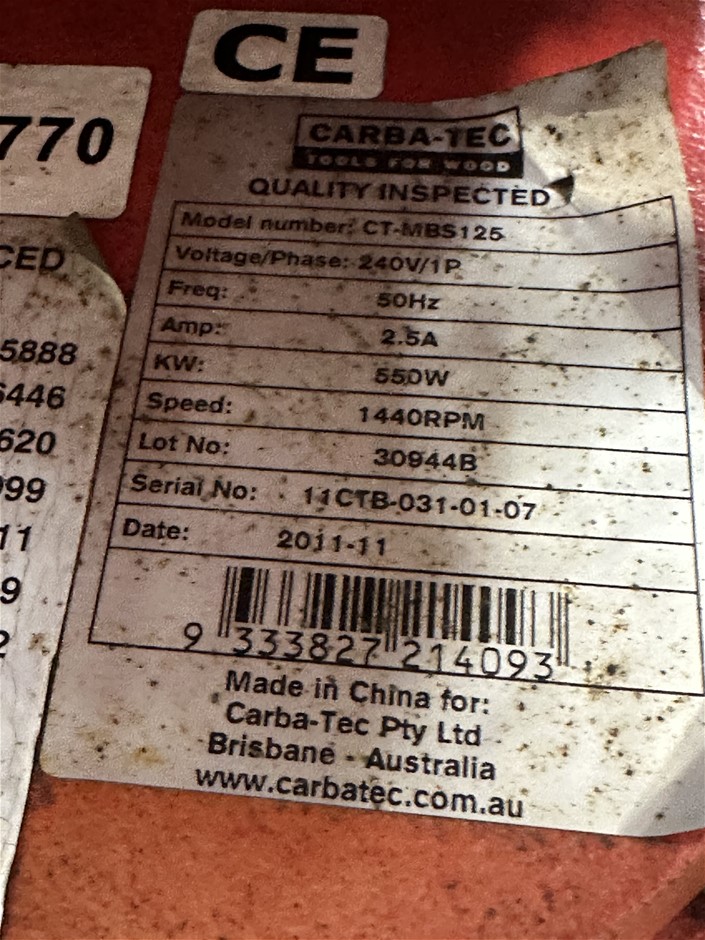 CE
770
CARBA-TEC
TOOLS FOR WOOD
QUALITY INSPECTED
Model number: CT-MBS125
Voltage/Phase: 240V/1P
Freq: 50Hz
Amp: 2.5A
KW: 550W
Speed: 1440RPM
Lot No: 30944B
Serial No: 11CTB-031-01-07
Date: 2011-11
9 333827 214093
Made in China for:
Carba-Tec Pty Ltd
Brisbane - Australia
www.carbatec.com.au
CED
5888
6446
620
99
11
9
2